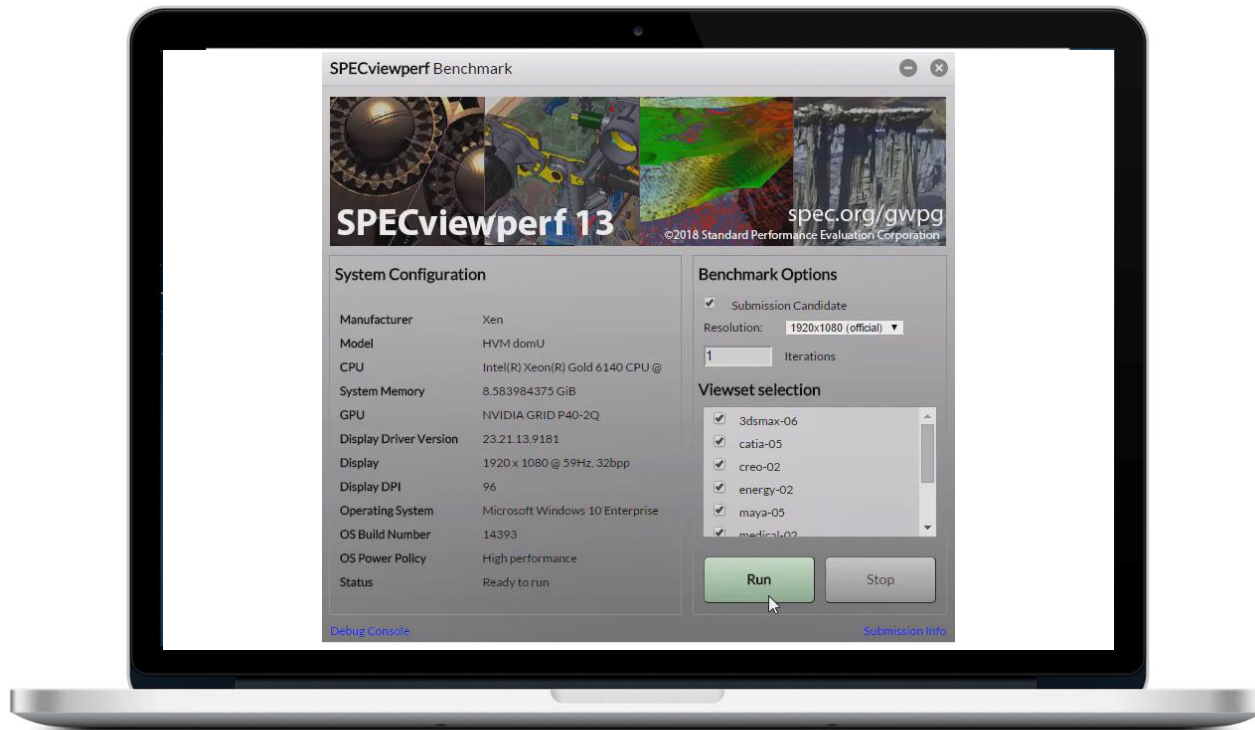 SPECviewperf Benchmark
SPECviewperf 13
spec.org/gwpg
©2018 Standard Performance Evaluation Corporation
System Configuration
Manufacturer Xen
Model HVM domU
CPU Intel(R) Xeon(R) Gold 6140 CPU @
System Memory 8.583984375 GiB
GPU NVIDIA GRID P40-2Q
Display Driver Version 23.21.13.9181
Display 1920 x 1080 @ 59Hz, 32bpp
Display DPI 96
Operating System Microsoft Windows 10 Enterprise
OS Build Number 14393
OS Power Policy High performance
Status Ready to run
Benchmark Options
Submission Candidate
Resolution: 1920x1080 (official)
1 Iterations
Viewset selection
3dsmax-06
catia-05
creo-02
energy-02
maya-05
medical-02
Run Stop
Debug Console Submission Info